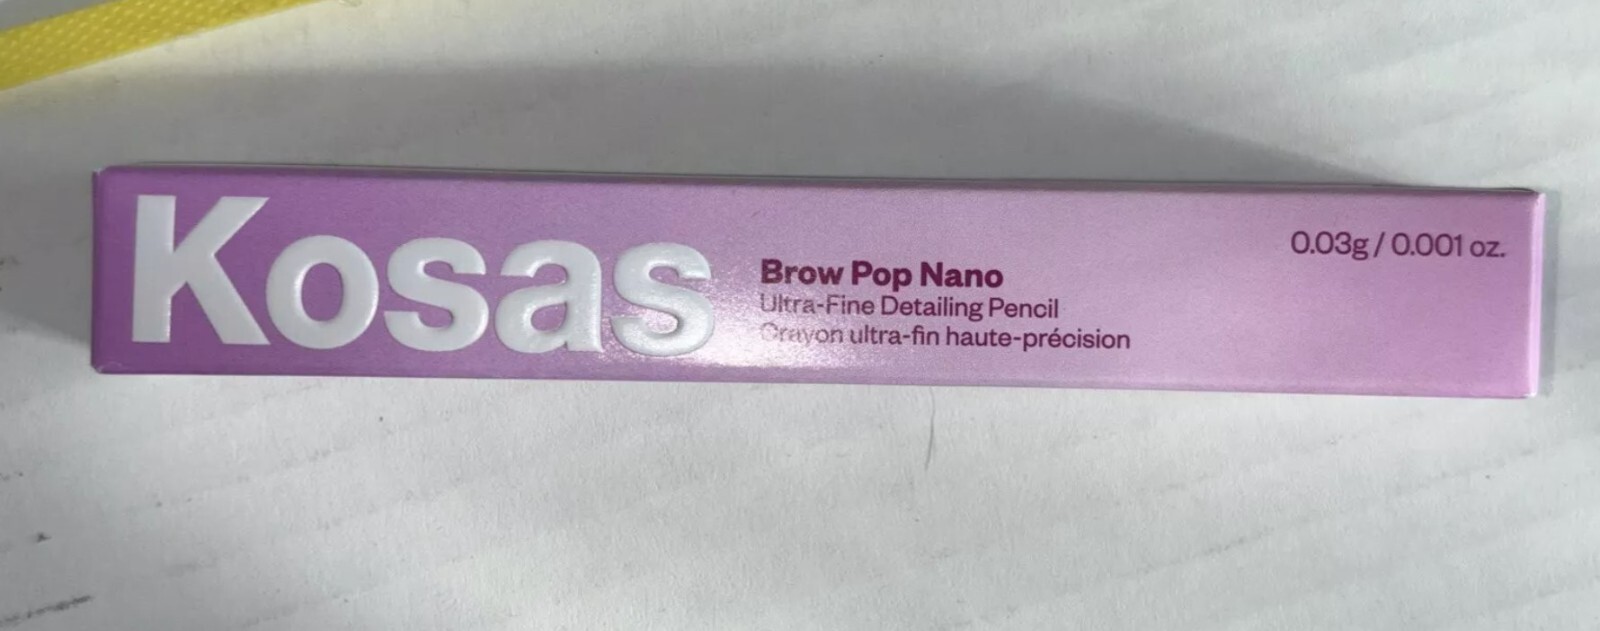 Kosas
Brow Pop Nano
Ultra-Fine Detailing Pencil
Crayon ultra-fin haute-précision
0.03g / 0.001 oz.